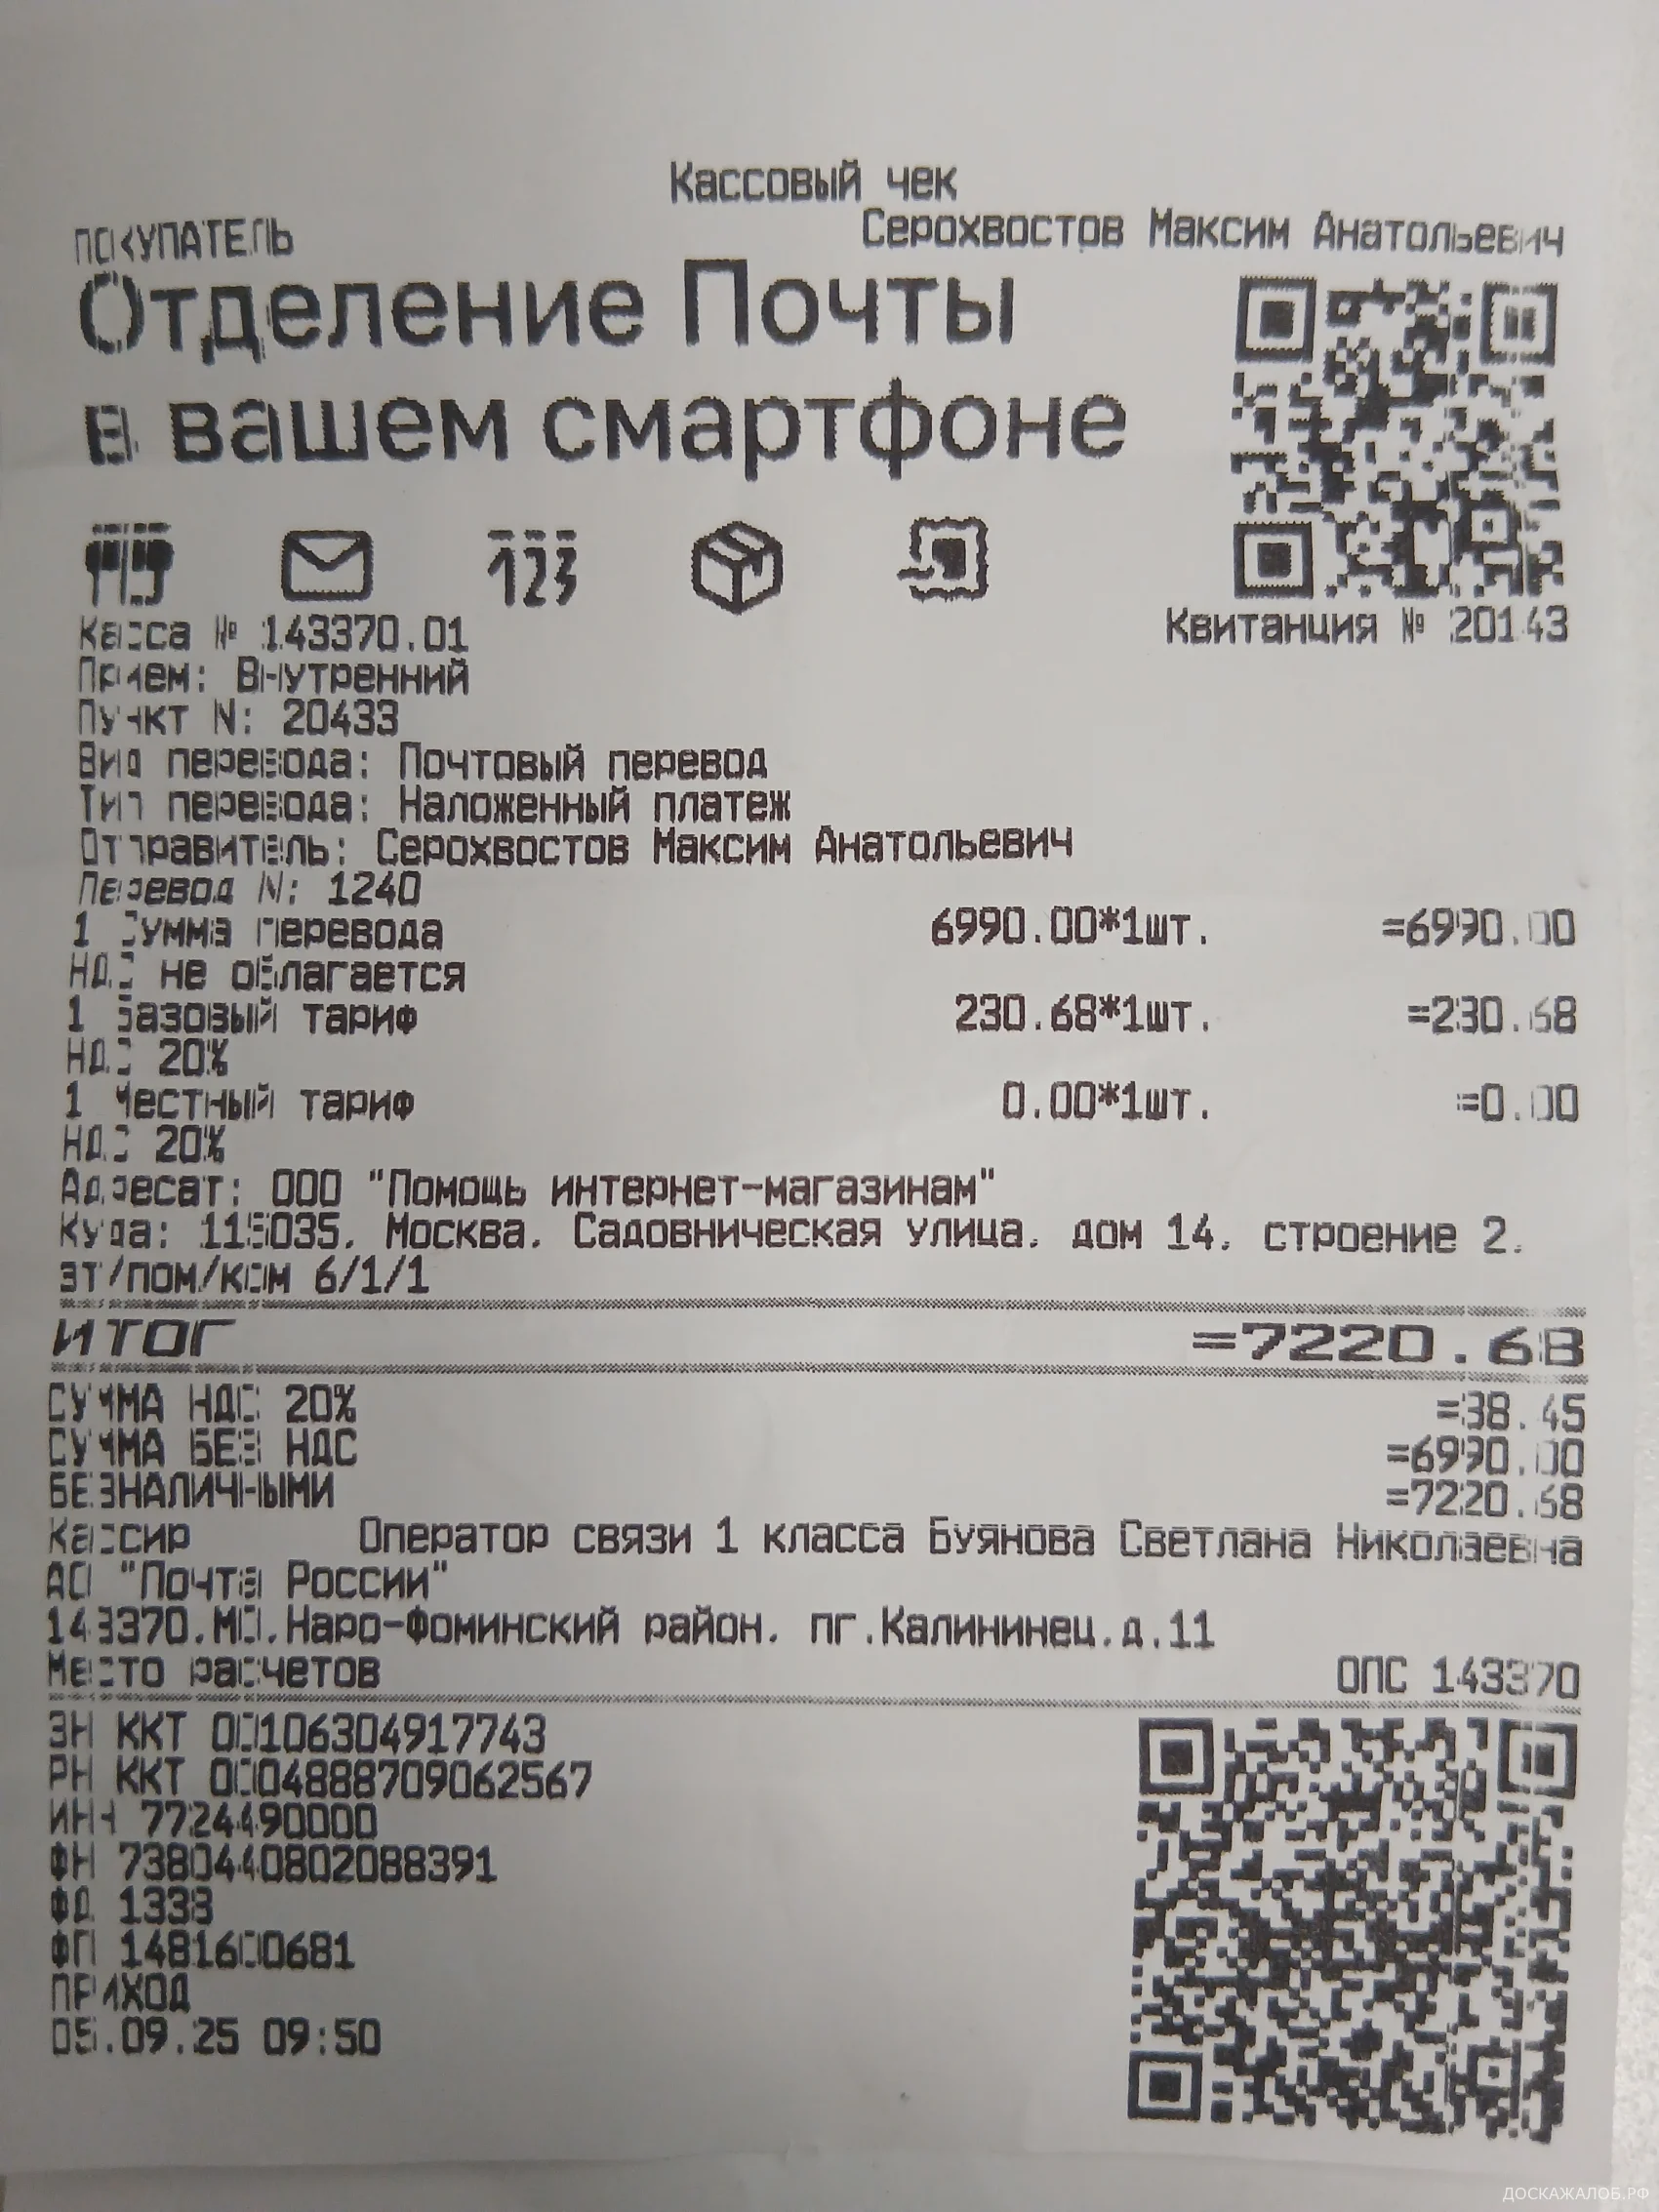 Кассовый чек
ПОКУПАТЕЛЬ Серохвостов Максим Анатольевич
Отделение Почты
в вашем смартфоне
123
Касса № 143370.01 Квитанция № 20143
Прием: Внутренний
Пункт N: 20433
Вид перевода: Почтовый перевод
Тип перевода: Наложенный платеж
Отправитель: Серохвостов Максим Анатольевич
Перевод N: 1240
1 Сумма перевода 6990.00*1шт. =6990.00
НДС не облагается
1 Базовый тариф 230.68*1шт. =230.68
НДС 20%
1 Честный тариф 0.00*1шт. =0.00
НДС 20%
Адресат: ООО "Помощь интернет-магазинам"
Куда: 115035, Москва, Садовническая улица, дом 14, строение 2,
эт/пом/ком 6/1/1
ИТОГ =7220.68
СУММА НДС 20% =38.45
СУММА БЕЗ НДС =6990.00
БЕЗНАЛИЧНЫМИ =7220.68
Кассир Оператор связи 1 класса Буянова Светлана Николаевна
АО "Почта России"
143370,МО,Наро-Фоминский район, пг.Калининец,д.11
Место расчетов ОПС 143370
ЗН ККТ 00106304917743
РН ККТ 0004888709062567
ИНН 7724490000
ФН 7380440802088391
ФД 1338
ФП 1481600681
ПРИХОД
05.09.25 09:50
ДОСКАЖАЛОБ.РФ